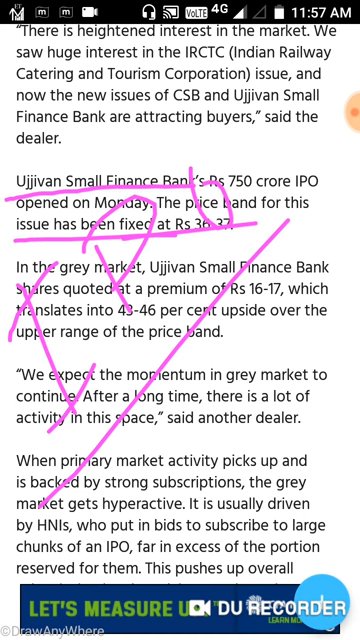 11:57 AM
VoLTE 4G
"There is heightened interest in the market. We
saw huge interest in the IRCTC (Indian Railway
Catering and Tourism Corporation) issue, and
now the new issues of CSB and Ujjivan Small
Finance Bank are attracting buyers," said the
dealer.
Ujjivan Small Finance Bank's Rs 750 crore IPO
opened on Monday. The price band for this
issue has been fixed at Rs 36-37.
In the grey market, Ujjivan Small Finance Bank
shares quoted at a premium of Rs 16-17, which
translates into 43-46 per cent upside over the
upper range of the price band.
"We expect the momentum in grey market to
continue. After a long time, there is a lot of
activity in this space," said another dealer.
When primary market activity picks up and
is backed by strong subscriptions, the grey
market gets hyperactive. It is usually driven
by HNIs, who put in bids to subscribe to large
chunks of an IPO, far in excess of the portion
reserved for them. This pushes up overall
LET'S MEASURE
DU RECORDER
LEARN
©DrawAnyWhere